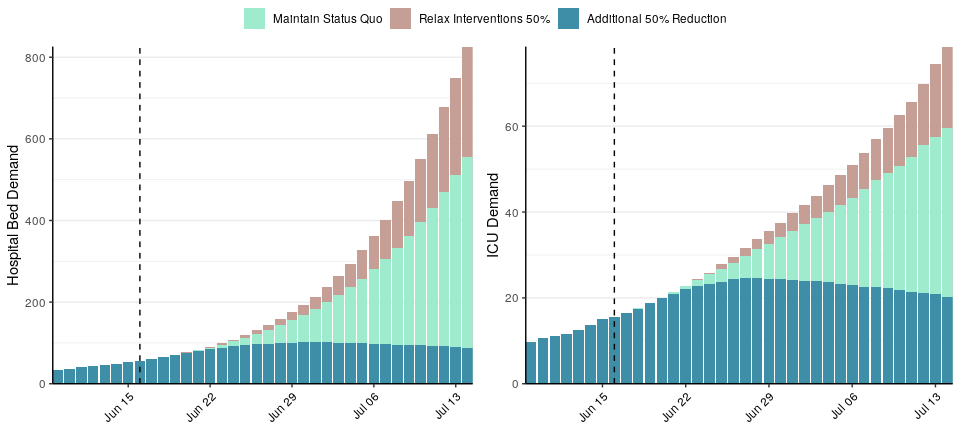 Maintain Status Quo Relax Interventions 50% Additional 50% Reduction
Hospital Bed Demand
800
600
400
200
0
Jun 15 Jun 22 Jun 29 Jul 06 Jul 13
ICU Demand
60
40
20
0
Jun 15 Jun 22 Jun 29 Jul 06 Jul 13